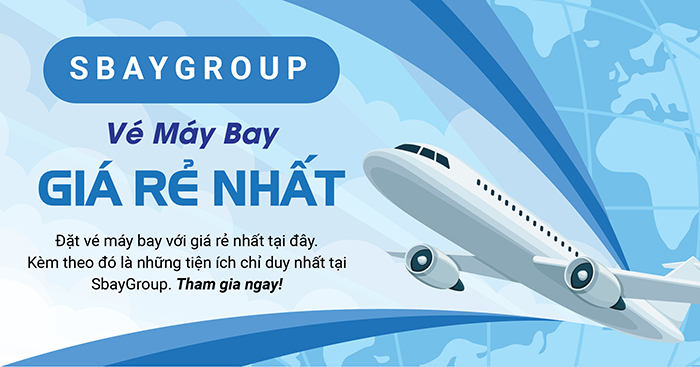 SBAYGROUP
Vé Máy Bay
GIÁ RẺ NHẤT
Đặt vé máy bay với giá rẻ nhất tại đây.
Kèm theo đó là những tiện ích chỉ duy nhất tại
SbayGroup. Tham gia ngay!